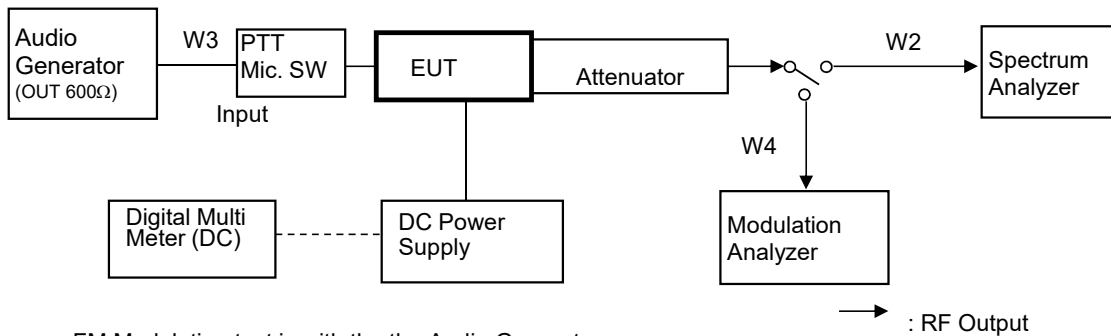 Audio
Generator
(OUT 600Ω)
W3
PTT
Mic. SW
Input
EUT
Attenuator
W2
Spectrum
Analyzer
W4
Modulation
Analyzer
Digital Multi
Meter (DC)
DC Power
Supply
: RF Output